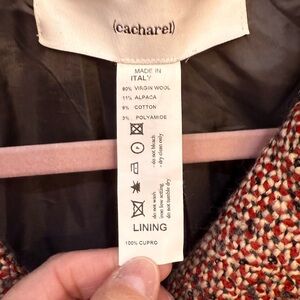 (cacharel)
MADE IN
ITALY
80% VIRGIN WOOL
11% ALPACA
6% COTTON
3% POLYAMIDE
- do not bleach
- dry clean only
- do not wash
- iron low setting
- do not tumble dry
LINING
100% CUPRO